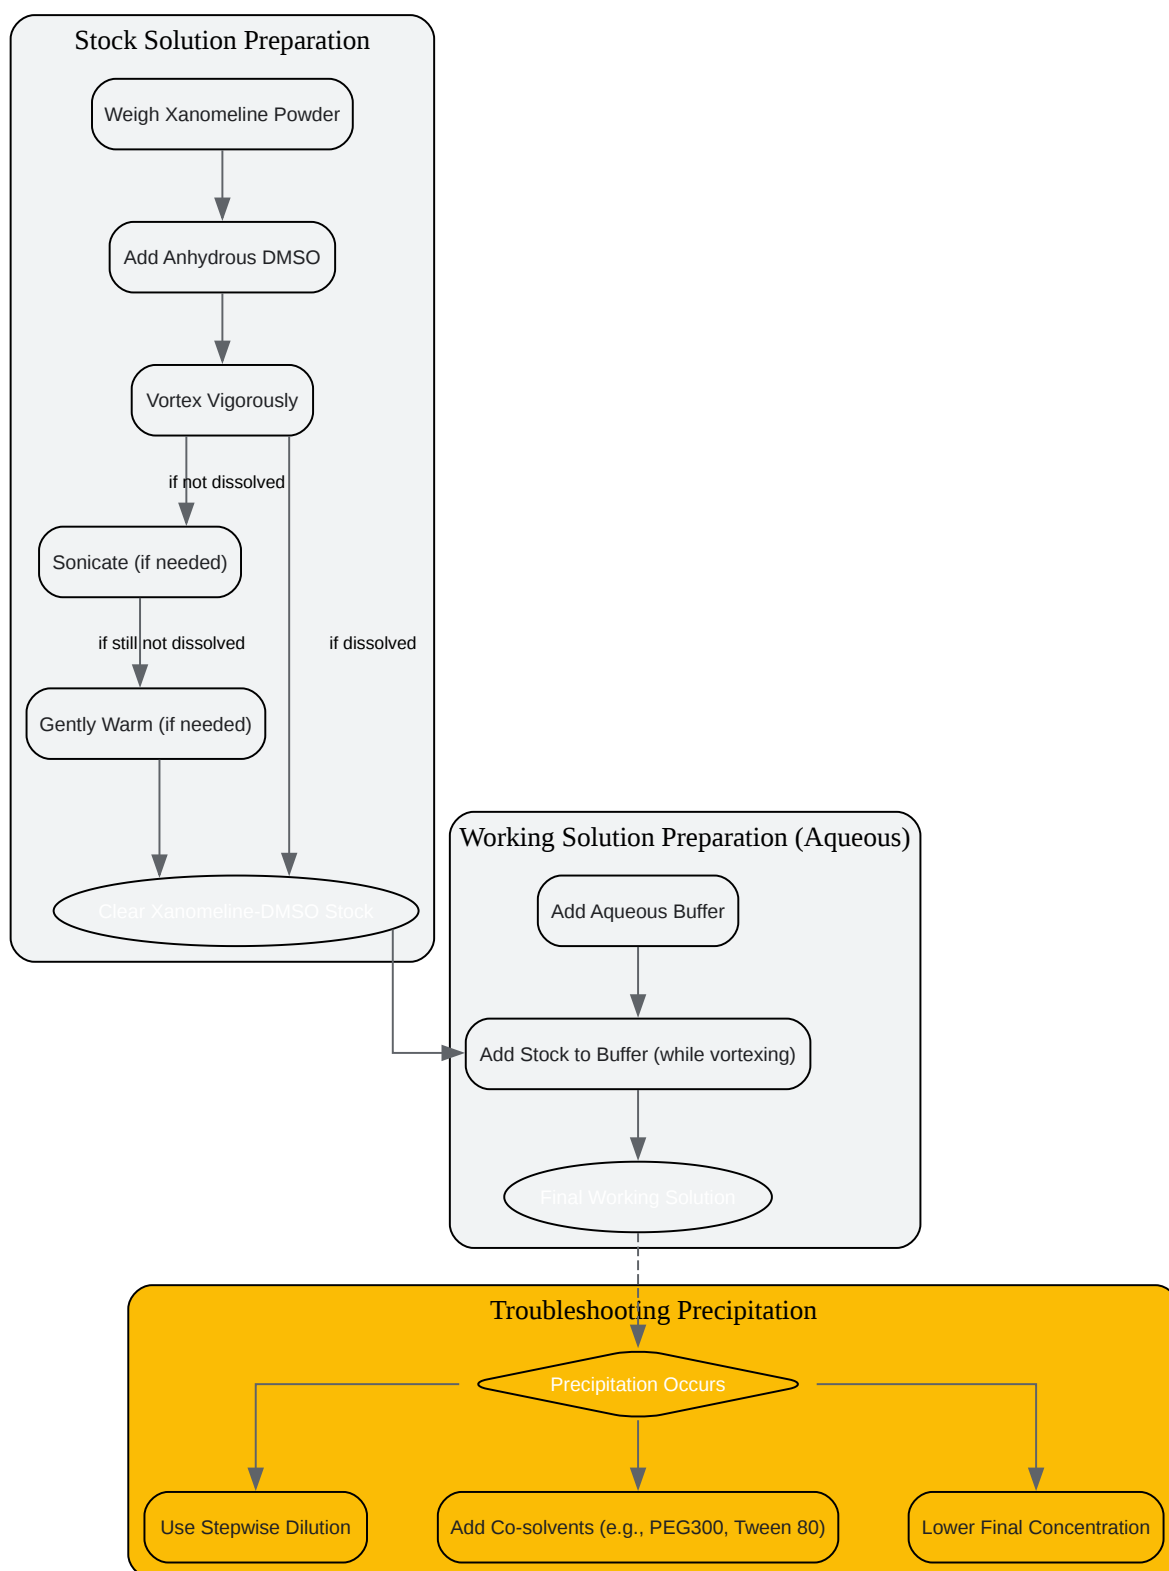 Stock Solution Preparation
Weigh Xanomeline Powder
Add Anhydrous DMSO
Vortex Vigorously
if not dissolved
Sonicate (if needed)
if still not dissolved
if dissolved
Gently Warm (if needed)
Clear Xanomeline-DMSO Stock
Working Solution Preparation (Aqueous)
Add Aqueous Buffer
Add Stock to Buffer (while vortexing)
Final Working Solution
Troubleshooting Precipitation
Precipitation Occurs
Use Stepwise Dilution
Add Co-solvents (e.g., PEG300, Tween 80)
Lower Final Concentration